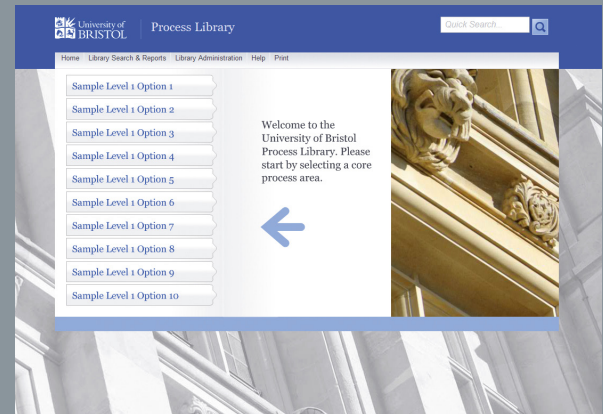 University of
BRISTOL
Process Library
Quick Search...
Home Library Search & Reports Library Administration Help Print
Sample Level 1 Option 1
Sample Level 1 Option 2
Sample Level 1 Option 3
Sample Level 1 Option 4
Sample Level 1 Option 5
Sample Level 1 Option 6
Sample Level 1 Option 7
Sample Level 1 Option 8
Sample Level 1 Option 9
Sample Level 1 Option 10
Welcome to the
University of Bristol
Process Library. Please
start by selecting a core
process area.